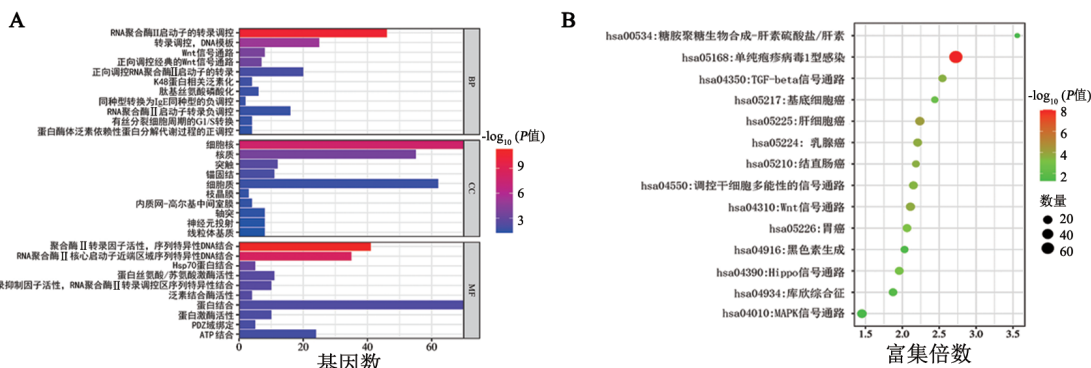 A
RNA聚合酶Ⅱ启动子的转录调控
转录调控，DNA模板
Wnt信号通路
正向调控经典的Wnt信号通路
正向调控RNA聚合酶Ⅱ启动子的转录
K48蛋白相关泛素化
肽基丝氨酸磷酸化
同种型转换为IgE同种型的负调控
RNA聚合酶Ⅱ启动子转录负调控
有丝分裂细胞周期的G1/S转换
蛋白酶体泛素依赖性蛋白分解代谢过程的正调控
BP
细胞核
核质
突触
锚固结
细胞质
枝晶膜
内质网-高尔基中间室膜
轴突
神经元投射
线粒体基质
CC
聚合酶Ⅱ转录因子活性，序列特异性DNA结合
RNA聚合酶Ⅱ核心启动子近端区域序列特异性DNA结合
Hsp70蛋白结合
蛋白丝氨酸/苏氨酸激酶活性
录抑制因子活性，RNA聚合酶Ⅱ转录调控区序列特异性结合
泛素结合酶活性
蛋白结合
蛋白激酶活性
PDZ域绑定
ATP结合
MF
0 20 40 60
基因数
-log10 (P值)
9
6
3
B
hsa00534:糖胺聚糖生物合成-肝素硫酸盐/肝素
hsa05168:单纯疱疹病毒1型感染
hsa04350:TGF-beta信号通路
hsa05217:基底细胞癌
hsa05225:肝细胞癌
hsa05224: 乳腺癌
hsa05210:结直肠癌
hsa04550:调控干细胞多能性的信号通路
hsa04310:Wnt信号通路
hsa05226:胃癌
hsa04916:黑色素生成
hsa04390:Hippo信号通路
hsa04934:库欣综合征
hsa04010:MAPK信号通路
1.5 2.0 2.5 3.0 3.5
富集倍数
-log10 (P值)
8
6
4
2
数量
20
40
60